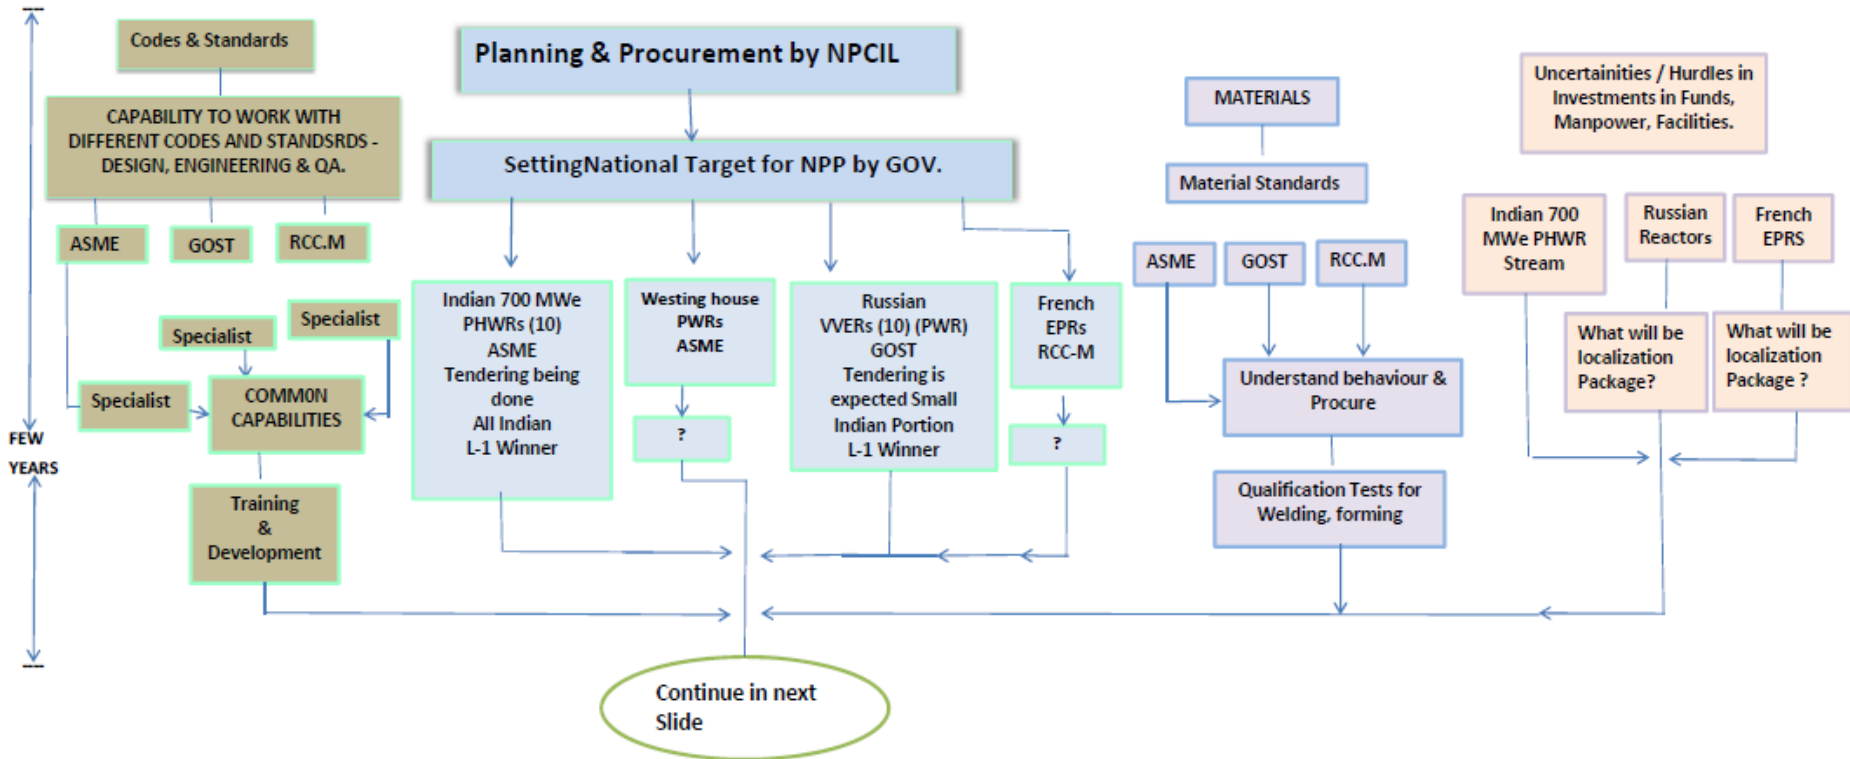 Codes & Standards
CAPABILITY TO WORK WITH
DIFFERENT CODES AND STANDSRDS -
DESIGN, ENGINEERING & QA.
ASME
GOST
RCC.M
Specialist
Specialist
Specialist
COMM0N
CAPABILITIES
Training
&
Development
FEW
YEARS
Planning & Procurement by NPCIL
SettingNational Target for NPP by GOV.
Indian 700 MWe
PHWRs (10)
ASME
Tendering being
done
All Indian
L-1 Winner
Westing house
PWRs
ASME
?
Russian
VVERs (10) (PWR)
GOST
Tendering is
expected Small
Indian Portion
L-1 Winner
French
EPRs
RCC-M
?
MATERIALS
Material Standards
ASME
GOST
RCC.M
Understand behaviour &
Procure
Qualification Tests for
Welding, forming
Uncertainities / Hurdles in
Investments in Funds,
Manpower, Facilities.
Indian 700
MWe PHWR
Stream
Russian
Reactors
French
EPRS
What will be
localization
Package?
What will be
localization
Package ?
Continue in next
Slide